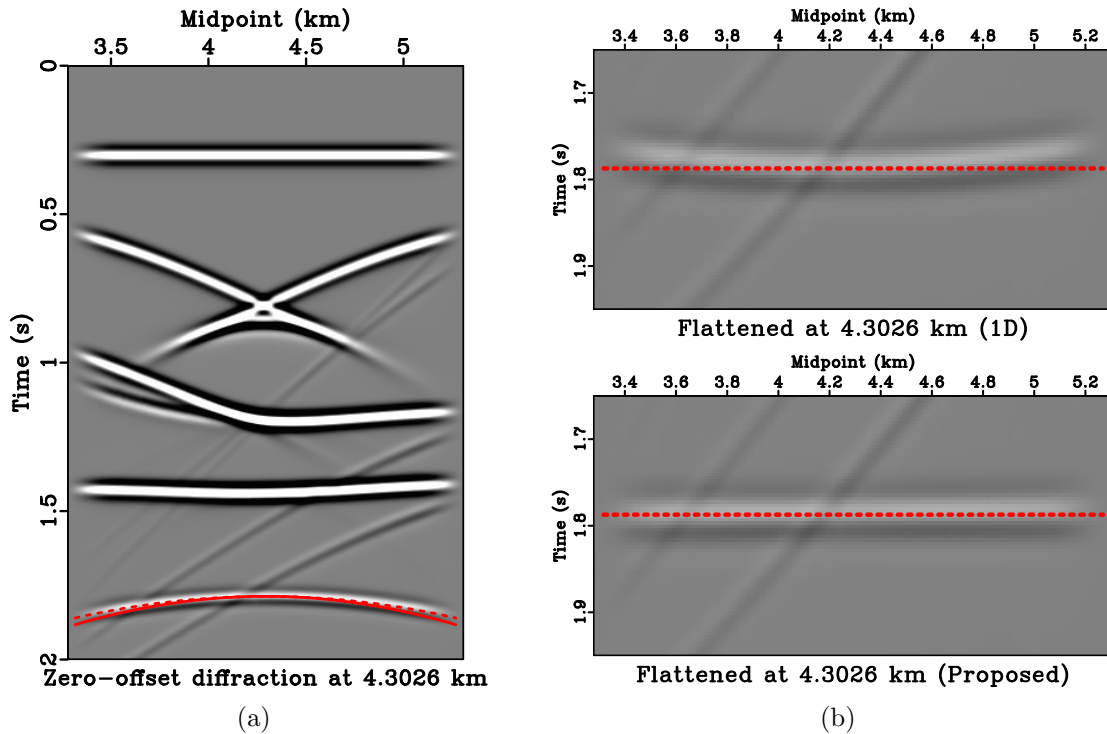 Midpoint (km)
3.5 4 4.5 5
Time (s)
0
0.5
1
1.5
2
Zero-offset diffraction at 4.3026 km
(a)
Midpoint (km)
3.4 3.6 3.8 4 4.2 4.4 4.6 4.8 5 5.2
Time (s)
1.7
1.8
1.9
Flattened at 4.3026 km (1D)
Midpoint (km)
3.4 3.6 3.8 4 4.2 4.4 4.6 4.8 5 5.2
Time (s)
1.7
1.8
1.9
Flattened at 4.3026 km (Proposed)
(b)